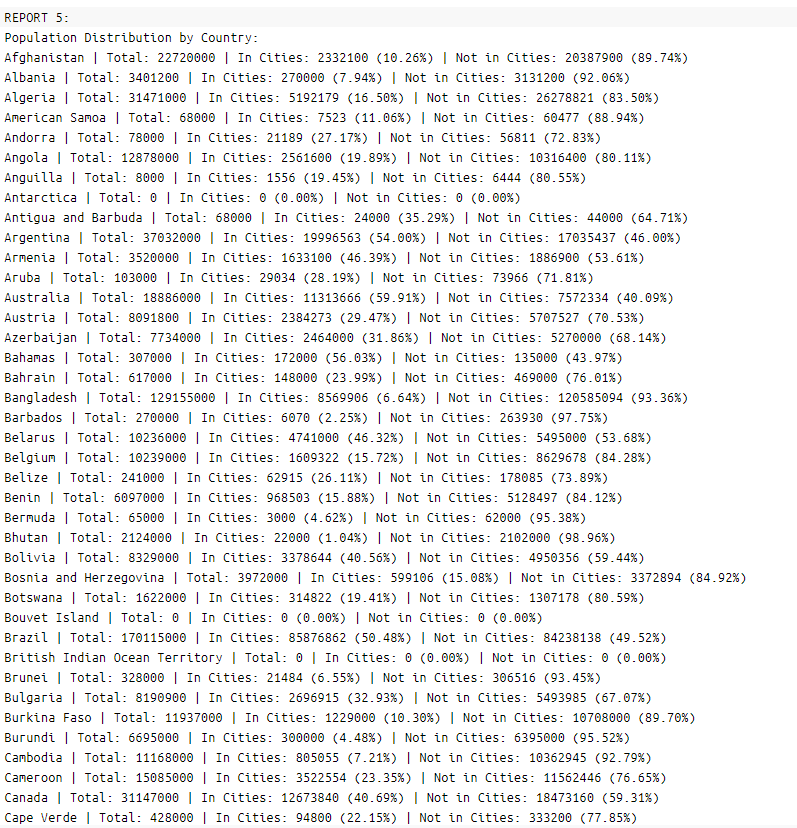 REPORT 5:
Population Distribution by Country:
Afghanistan | Total: 22720000 | In Cities: 2332100 (10.26%) | Not in Cities: 20387900 (89.74%)
Albania | Total: 3401200 | In Cities: 270000 (7.94%) | Not in Cities: 3131200 (92.06%)
Algeria | Total: 31471000 | In Cities: 5192179 (16.50%) | Not in Cities: 26278821 (83.50%)
American Samoa | Total: 68000 | In Cities: 7523 (11.06%) | Not in Cities: 60477 (88.94%)
Andorra | Total: 78000 | In Cities: 21189 (27.17%) | Not in Cities: 56811 (72.83%)
Angola | Total: 12878000 | In Cities: 2561600 (19.89%) | Not in Cities: 10316400 (80.11%)
Anguilla | Total: 8000 | In Cities: 1556 (19.45%) | Not in Cities: 6444 (80.55%)
Antarctica | Total: 0 | In Cities: 0 (0.00%) | Not in Cities: 0 (0.00%)
Antigua and Barbuda | Total: 68000 | In Cities: 24000 (35.29%) | Not in Cities: 44000 (64.71%)
Argentina | Total: 37032000 | In Cities: 19996563 (54.00%) | Not in Cities: 17035437 (46.00%)
Armenia | Total: 3520000 | In Cities: 1633100 (46.39%) | Not in Cities: 1886900 (53.61%)
Aruba | Total: 103000 | In Cities: 29034 (28.19%) | Not in Cities: 73966 (71.81%)
Australia | Total: 18886000 | In Cities: 11313666 (59.91%) | Not in Cities: 7572334 (40.09%)
Austria | Total: 8091800 | In Cities: 2384273 (29.47%) | Not in Cities: 5707527 (70.53%)
Azerbaijan | Total: 7734000 | In Cities: 2464000 (31.86%) | Not in Cities: 5270000 (68.14%)
Bahamas | Total: 307000 | In Cities: 172000 (56.03%) | Not in Cities: 135000 (43.97%)
Bahrain | Total: 617000 | In Cities: 148000 (23.99%) | Not in Cities: 469000 (76.01%)
Bangladesh | Total: 129155000 | In Cities: 8569906 (6.64%) | Not in Cities: 120585094 (93.36%)
Barbados | Total: 270000 | In Cities: 6070 (2.25%) | Not in Cities: 263930 (97.75%)
Belarus | Total: 10236000 | In Cities: 4741000 (46.32%) | Not in Cities: 5495000 (53.68%)
Belgium | Total: 10239000 | In Cities: 1609322 (15.72%) | Not in Cities: 8629678 (84.28%)
Belize | Total: 241000 | In Cities: 62915 (26.11%) | Not in Cities: 178085 (73.89%)
Benin | Total: 6097000 | In Cities: 968503 (15.88%) | Not in Cities: 5128497 (84.12%)
Bermuda | Total: 65000 | In Cities: 3000 (4.62%) | Not in Cities: 62000 (95.38%)
Bhutan | Total: 2124000 | In Cities: 22000 (1.04%) | Not in Cities: 2102000 (98.96%)
Bolivia | Total: 8329000 | In Cities: 3378644 (40.56%) | Not in Cities: 4950356 (59.44%)
Bosnia and Herzegovina | Total: 3972000 | In Cities: 599106 (15.08%) | Not in Cities: 3372894 (84.92%)
Botswana | Total: 1622000 | In Cities: 314822 (19.41%) | Not in Cities: 1307178 (80.59%)
Bouvet Island | Total: 0 | In Cities: 0 (0.00%) | Not in Cities: 0 (0.00%)
Brazil | Total: 170115000 | In Cities: 85876862 (50.48%) | Not in Cities: 84238138 (49.52%)
British Indian Ocean Territory | Total: 0 | In Cities: 0 (0.00%) | Not in Cities: 0 (0.00%)
Brunei | Total: 328000 | In Cities: 21484 (6.55%) | Not in Cities: 306516 (93.45%)
Bulgaria | Total: 8190900 | In Cities: 2696915 (32.93%) | Not in Cities: 5493985 (67.07%)
Burkina Faso | Total: 11937000 | In Cities: 1229000 (10.30%) | Not in Cities: 10708000 (89.70%)
Burundi | Total: 6695000 | In Cities: 300000 (4.48%) | Not in Cities: 6395000 (95.52%)
Cambodia | Total: 11168000 | In Cities: 805055 (7.21%) | Not in Cities: 10362945 (92.79%)
Cameroon | Total: 15085000 | In Cities: 3522554 (23.35%) | Not in Cities: 11562446 (76.65%)
Canada | Total: 31147000 | In Cities: 12673840 (40.69%) | Not in Cities: 18473160 (59.31%)
Cape Verde | Total: 428000 | In Cities: 94800 (22.15%) | Not in Cities: 333200 (77.85%)